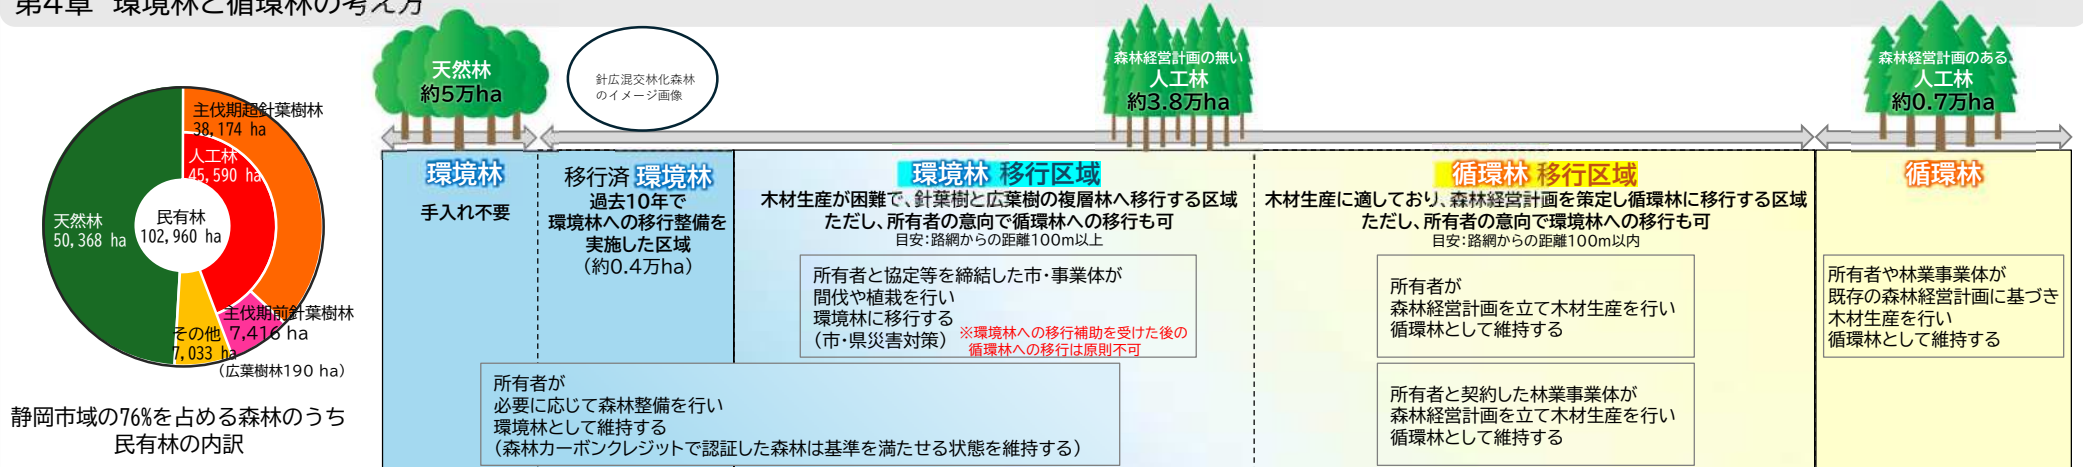 第4章 環境林と循環林の考え方
主伐期超針葉樹林
38,174 ha
人工林
45,590 ha
天然林
50,368 ha
民有林
102,960 ha
主伐期前針葉樹林
7,416 ha
その他
7,033 ha
（広葉樹林190 ha）
静岡市域の76%を占める森林のうち
民有林の内訳
天然林
約5万ha
針広混交林化森林
のイメージ画像
森林経営計画の無い
人工林
約3.8万ha
森林経営計画のある
人工林
約0.7万ha
環境林
手入れ不要
移行済 環境林
過去10年で
環境林への移行整備を
実施した区域
（約0.4万ha）
環境林 移行区域
木材生産が困難で、針葉樹と広葉樹の複層林へ移行する区域
ただし、所有者の意向で循環林への移行も可
目安：路網からの距離100m以上
所有者と協定等を締結した市・事業体が
間伐や植栽を行い
環境林に移行する
（市・県災害対策）
※環境林への移行補助を受けた後の
循環林への移行は原則不可
所有者が
必要に応じて森林整備を行い
環境林として維持する
（森林カーボンクレジットで認証した森林は基準を満たせる状態を維持する）
循環林 移行区域
木材生産に適しており、森林経営計画を策定し循環林に移行する区域
ただし、所有者の意向で環境林への移行も可
目安：路網からの距離100m以内
所有者が
森林経営計画を立て木材生産を行い
循環林として維持する
所有者と契約した林業事業体が
森林経営計画を立て木材生産を行い
循環林として維持する
循環林
所有者や林業事業体が
既存の森林経営計画に基づき
木材生産を行い
循環林として維持する